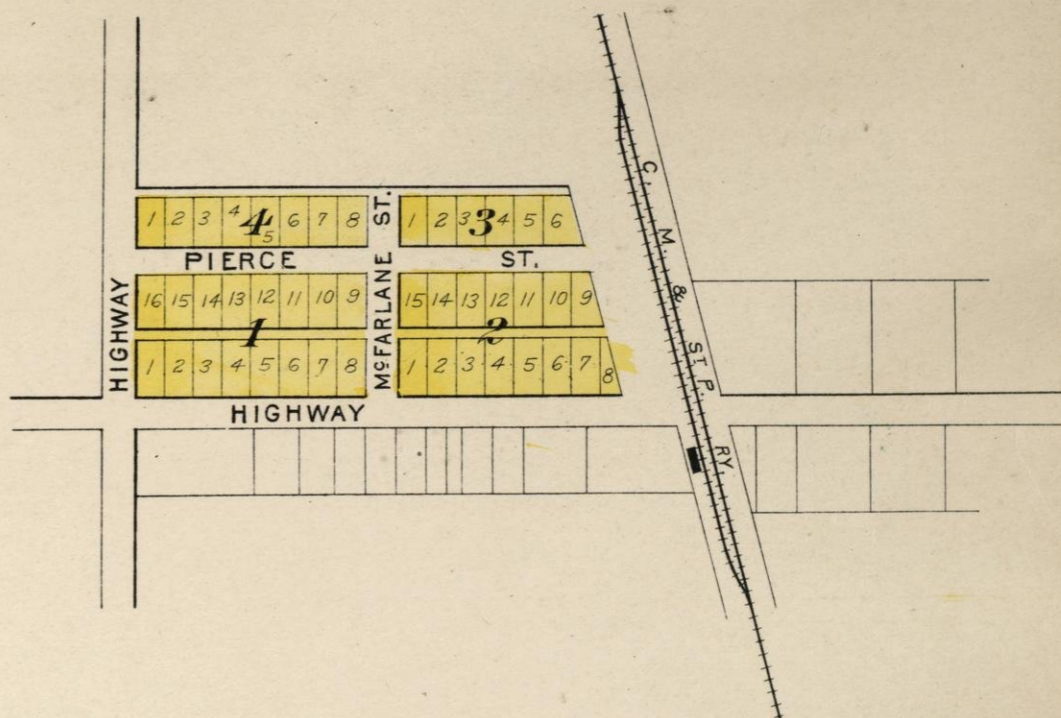 1 2 3 4 5 6 7 8
4
1 2 3 4 5 6
3
PIERCE ST.
16 15 14 13 12 11 10 9
1
1 2 3 4 5 6 7 8
15 14 13 12 11 10 9
2
1 2 3 4 5 6 7 8
HIGHWAY
McFARLANE ST.
HIGHWAY
C. M. & ST. P. RY.